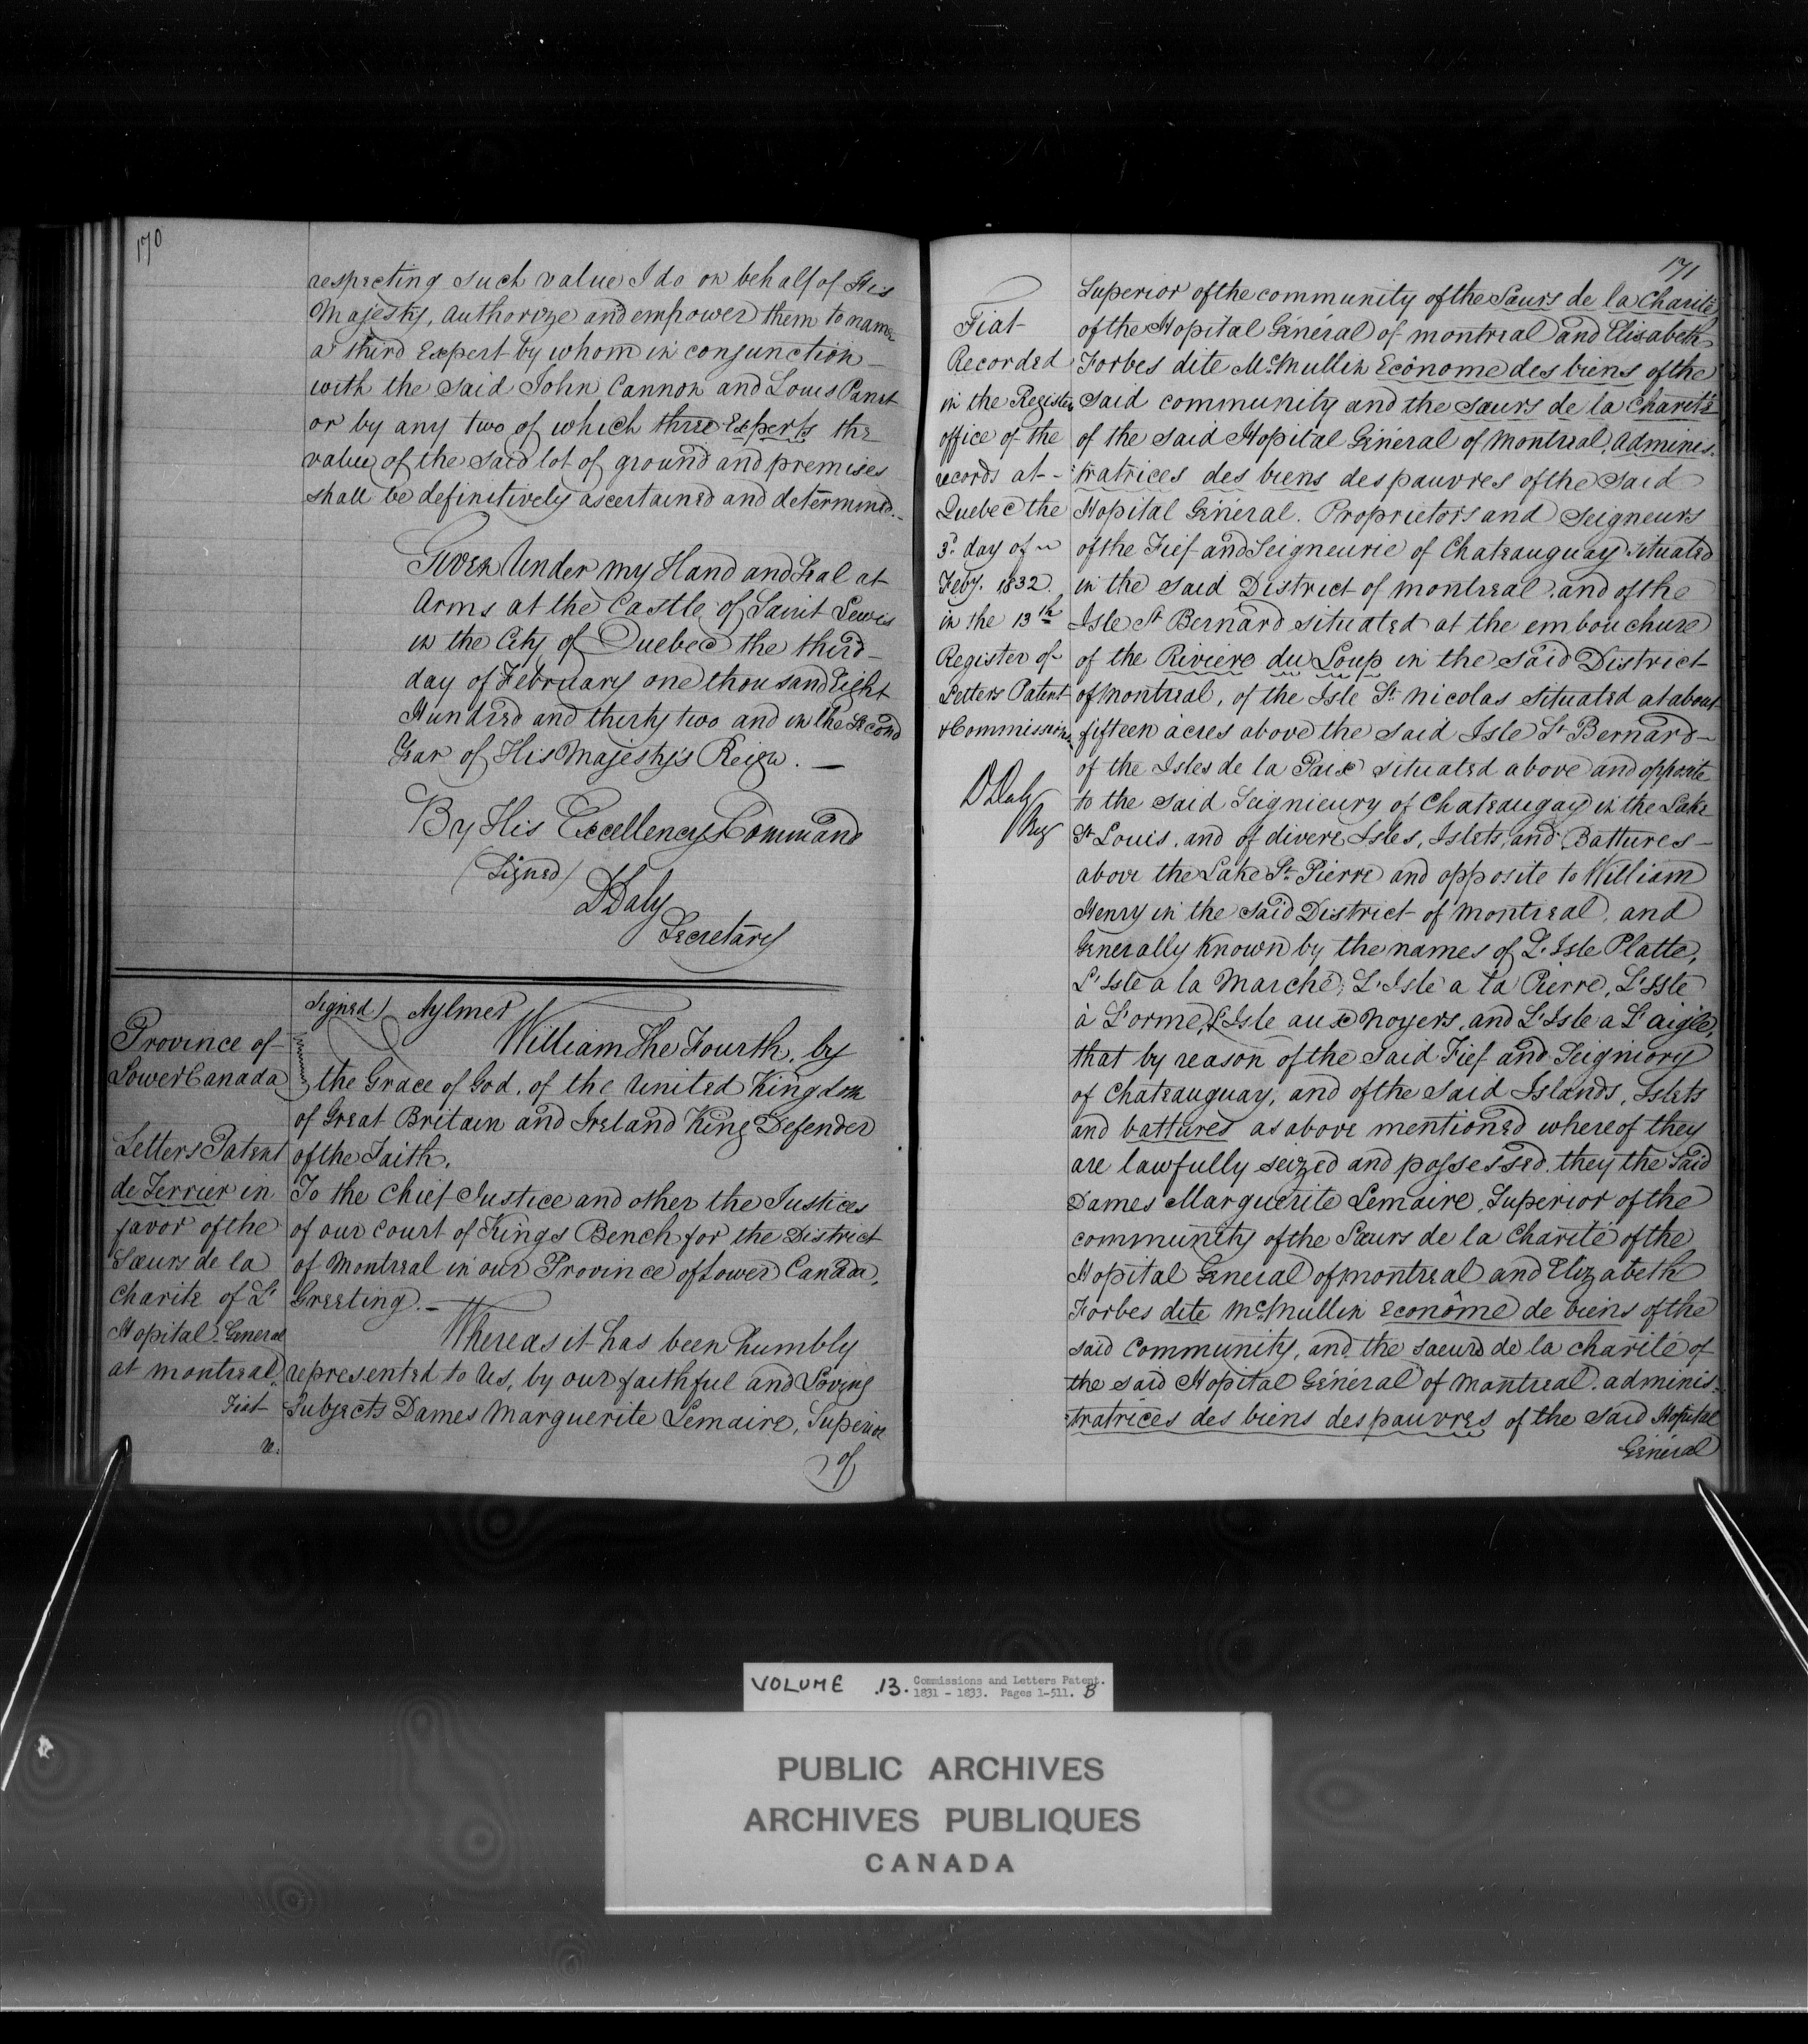 170
respecting such value I do on behalf of His
Majesty, authorize and empower them to name
a third Expert by whom in conjunction
with the said John Cannon and Louis Panet
or by any two of which three Experts the
value of the said lot of ground and premises
shall be definitively ascertained and determined.
Given Under my Hand and Seal at
Arms at the Castle of Saint Lewis
in the City of Quebec the third
day of February one thousand Eight
Hundred and thirty two and in the Second
Year of His Majesty's Reign. —
By His Excellency's Command
(Signed)
D Daly
Secretary
Province of
Lower Canada
Letters Patent
de Terrier in
favor of the
Sœurs de la
Charite of L'
Hopital General
at montreal.
Fiat
Signed) Aylmer
William The Fourth, by
the Grace of God, of the United Kingdom
of Great Britain and Ireland King Defender
of the Faith.
To the Chief Justice and other the Justices
of our Court of Kings Bench for the District
of Montreal in our Province of Lower Canada,
Greeting. —
Whereas it has been humbly
represented to Us, by our faithful and Loving
Subjects Dames Marguerite Lemaire, Superior
of
171
Fiat
Recorded
in the Register
office of the
records at -
Quebec the
3d. day of
Feby. 1832.
in the 13th
Register of
Letters Patent
& Commissions
D Daly
Reg
Superior of the community of the Sœurs de la Charité
of the Hopital Général of montreal and Elisabeth
Forbes dite McMullin Econome des biens of the
said community and the Sœurs de la Charité
of the said Hopital Général of Montreal, Adminis-
tratrices des biens des pauvres of the said
Hopital Général. Proprietors and Seigneurs
of the Fief and Seigneurie of Chateauguay situated
in the said District of montreal and of the
Isle St Bernard situated at the embouchure
of the Riviere du Loup in the said District
of montreal, of the Isle St. nicolas situated at about
fifteen acres above the said Isle St Bernard -
of the Isles de la Paix situated above and opposite
to the said Seignieury of Chateaugay in the Lake
St Louis, and of divere Isles, Islets, and Battures -
above the Lake St. Pierre and opposite to William
Henry in the said District of montreal, and
Generally known by the names of L'Isle Platte,
L'Isle a la Marche, L'Isle a la Pierre, L'Isle
à L'orme, L'Isle aux noyers, and L'Isle a L'aigle,
that by reason of the said Fief and Seigniory
of Chateauguay, and of the said Islands, Islets
and battures as above mentioned whereof they
are lawfully seized and possessed, they the said
Dames Marguerite Lemaire, Superior of the
community of the Sœurs de la Charité of the
Hopital General of montreal and Elizabeth
Forbes dite McMullin econôme de biens of the
said Community, and the saeurs de la charité of
the said Hopital Général of montreal, adminis-
tratrices des biens des pauvres of the said Hopital
Général
VOLUME 13. Commissions and Letters Patent.
1831 - 1833. Pages 1-511. B
PUBLIC ARCHIVES
ARCHIVES PUBLIQUES
CANADA